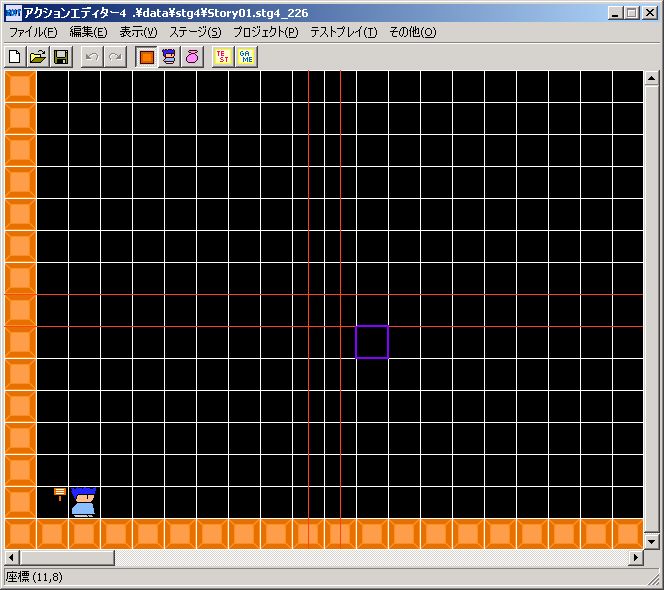 アクションエディター4 .¥data¥stg4¥Story01.stg4_226
ファイル(F) 編集(E) 表示(V) ステージ(S) プロジェクト(P) テストプレイ(T) その他(O)
TEST GAME
座標 (11,8)